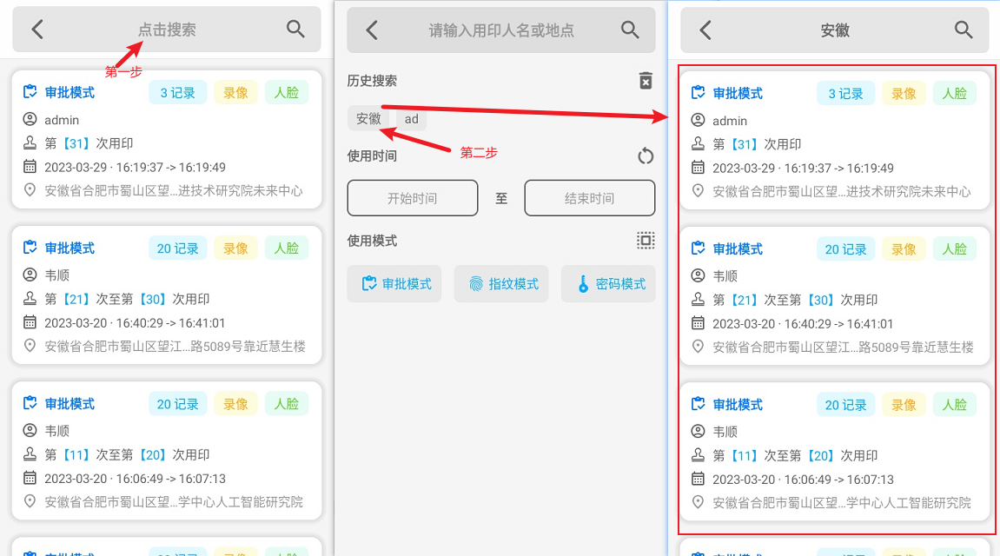 点击搜索
第一步
审批模式 3 记录 录像 人脸
admin
第【31】次用印
2023-03-29 · 16:19:37 -> 16:19:49
安徽省合肥市蜀山区望...进技术研究院未来中心
审批模式 20 记录 录像 人脸
韦顺
第【21】次至第【30】次用印
2023-03-20 · 16:40:29 -> 16:41:01
安徽省合肥市蜀山区望江...路5089号靠近慧生楼
审批模式 20 记录 录像 人脸
韦顺
第【11】次至第【20】次用印
2023-03-20 · 16:06:49 -> 16:07:13
安徽省合肥市蜀山区望...学中心人工智能研究院
请输入用印人名或地点
历史搜索
安徽 ad
第二步
使用时间
开始时间 至 结束时间
使用模式
审批模式 指纹模式 密码模式
安徽
审批模式 3 记录 录像 人脸
admin
第【31】次用印
2023-03-29 · 16:19:37 -> 16:19:49
安徽省合肥市蜀山区望...进技术研究院未来中心
审批模式 20 记录 录像 人脸
韦顺
第【21】次至第【30】次用印
2023-03-20 · 16:40:29 -> 16:41:01
安徽省合肥市蜀山区望江...路5089号靠近慧生楼
审批模式 20 记录 录像 人脸
韦顺
第【11】次至第【20】次用印
2023-03-20 · 16:06:49 -> 16:07:13
安徽省合肥市蜀山区望...学中心人工智能研究院